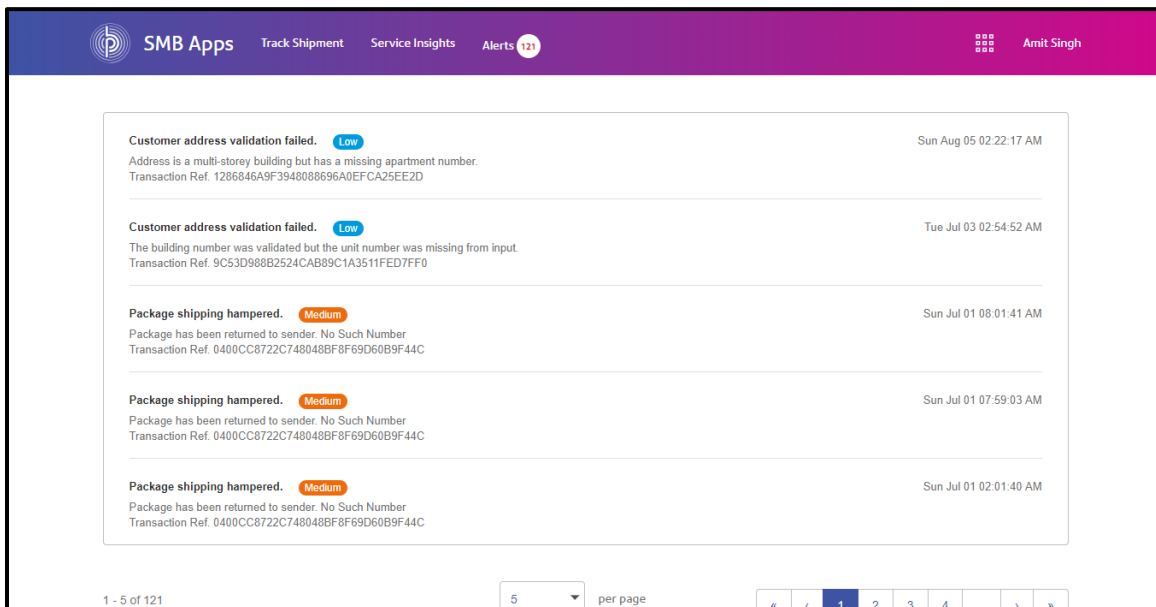 SMB Apps Track Shipment Service Insights Alerts 121 Amit Singh
Customer address validation failed. Low Sun Aug 05 02:22:17 AM
Address is a multi-storey building but has a missing apartment number.
Transaction Ref. 1286846A9F3948088696A0EFCA25EE2D
Customer address validation failed. Low Tue Jul 03 02:54:52 AM
The building number was validated but the unit number was missing from input.
Transaction Ref. 9C53D988B2524CAB89C1A3511FED7FF0
Package shipping hampered. Medium Sun Jul 01 08:01:41 AM
Package has been returned to sender. No Such Number
Transaction Ref. 0400CC8722C748048BF8F69D60B9F44C
Package shipping hampered. Medium Sun Jul 01 07:59:03 AM
Package has been returned to sender. No Such Number
Transaction Ref. 0400CC8722C748048BF8F69D60B9F44C
Package shipping hampered. Medium Sun Jul 01 02:01:40 AM
Package has been returned to sender. No Such Number
Transaction Ref. 0400CC8722C748048BF8F69D60B9F44C
1 - 5 of 121 5 per page « ‹ 1 2 3 4 ... › »